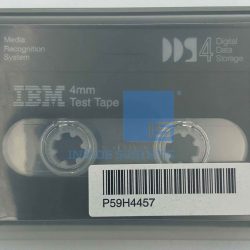 Media
Recognition
System
DDS 4
Digital
Data
Storage
IBM
4mm
Test Tape
P59H4457